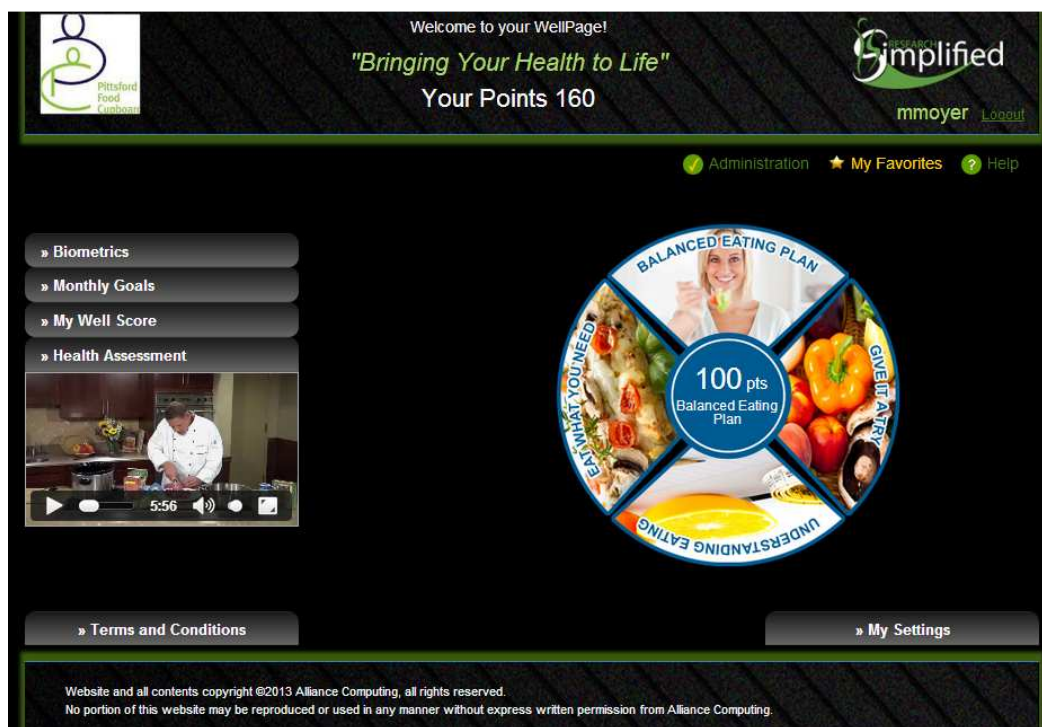 Welcome to your WellPage!
"Bringing Your Health to Life"
Your Points 160
Pittsford
Food
Cupboard
RESEARCH
Simplified
mmoyer Logout
Administration
My Favorites
? Help
» Biometrics
» Monthly Goals
» My Well Score
» Health Assessment
5:56
BALANCED EATING PLAN
EAT WHAT YOU NEED
GIVE IT A TRY
UNDERSTANDING EATING
100 pts
Balanced Eating
Plan
» Terms and Conditions
» My Settings
Website and all contents copyright ©2013 Alliance Computing, all rights reserved.
No portion of this website may be reproduced or used in any manner without express written permission from Alliance Computing.